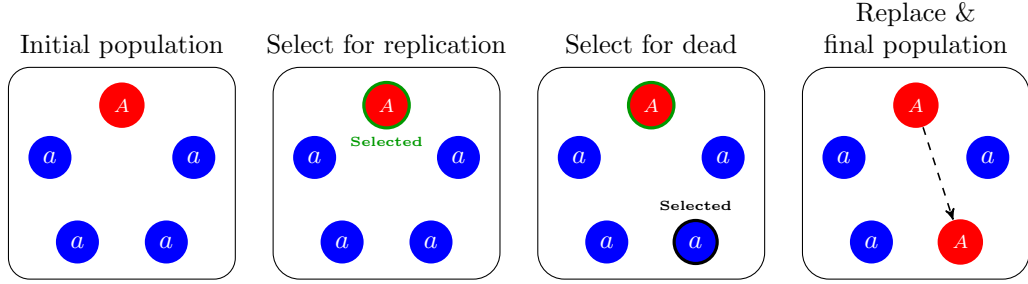 Initial population
A
a
a
a
a
Select for replication
A
Selected
a
a
a
a
Select for dead
A
a
a
Selected
a
a
Replace &
final population
A
a
a
a
A